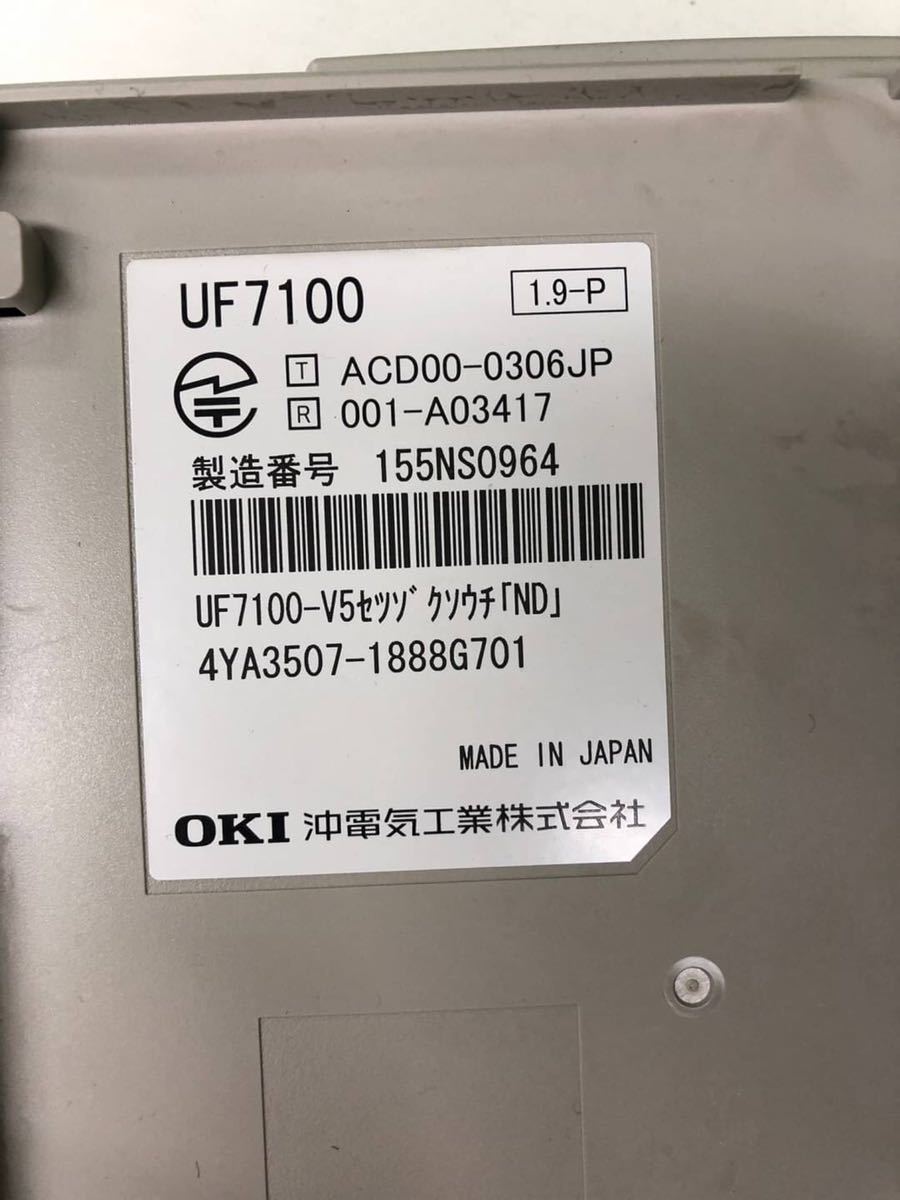 UF7100
1.9-P
T ACD00-0306JP
R 001-A03417
製造番号 155NS0964
UF7100-V5ｾﾂｿﾞｸｿｳﾁ｢ND｣
4YA3507-1888G701
MADE IN JAPAN
OKI 沖電気工業株式会社